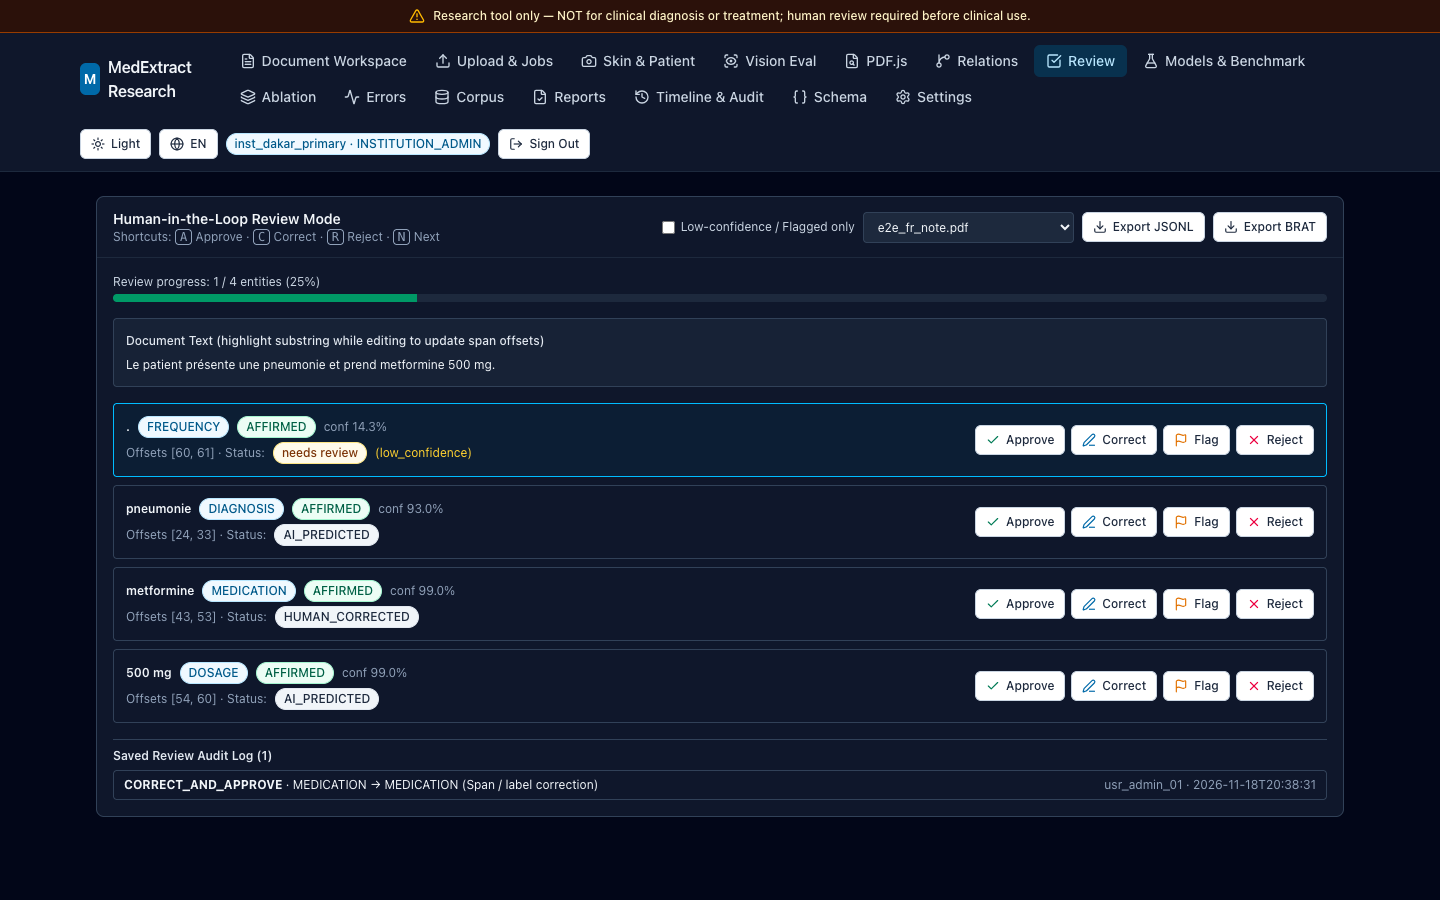 Research tool only — NOT for clinical diagnosis or treatment; human review required before clinical use.
M
MedExtract Research
Document Workspace
Upload & Jobs
Skin & Patient
Vision Eval
PDF.js
Relations
Review
Models & Benchmark
Ablation
Errors
Corpus
Reports
Timeline & Audit
Schema
Settings
Light
EN
inst_dakar_primary · INSTITUTION_ADMIN
Sign Out
Human-in-the-Loop Review Mode
Shortcuts: A Approve · C Correct · R Reject · N Next
Low-confidence / Flagged only
e2e_fr_note.pdf
Export JSONL
Export BRAT
Review progress: 1 / 4 entities (25%)
Document Text (highlight substring while editing to update span offsets)
Le patient présente une pneumonie et prend metformine 500 mg.
. FREQUENCY AFFIRMED conf 14.3%
Offsets [60, 61] · Status: needs review (low_confidence)
Approve Correct Flag Reject
pneumonie DIAGNOSIS AFFIRMED conf 93.0%
Offsets [24, 33] · Status: AI_PREDICTED
Approve Correct Flag Reject
metformine MEDICATION AFFIRMED conf 99.0%
Offsets [43, 53] · Status: HUMAN_CORRECTED
Approve Correct Flag Reject
500 mg DOSAGE AFFIRMED conf 99.0%
Offsets [54, 60] · Status: AI_PREDICTED
Approve Correct Flag Reject
Saved Review Audit Log (1)
CORRECT_AND_APPROVE · MEDICATION → MEDICATION (Span / label correction)
usr_admin_01 · 2026-11-18T20:38:31